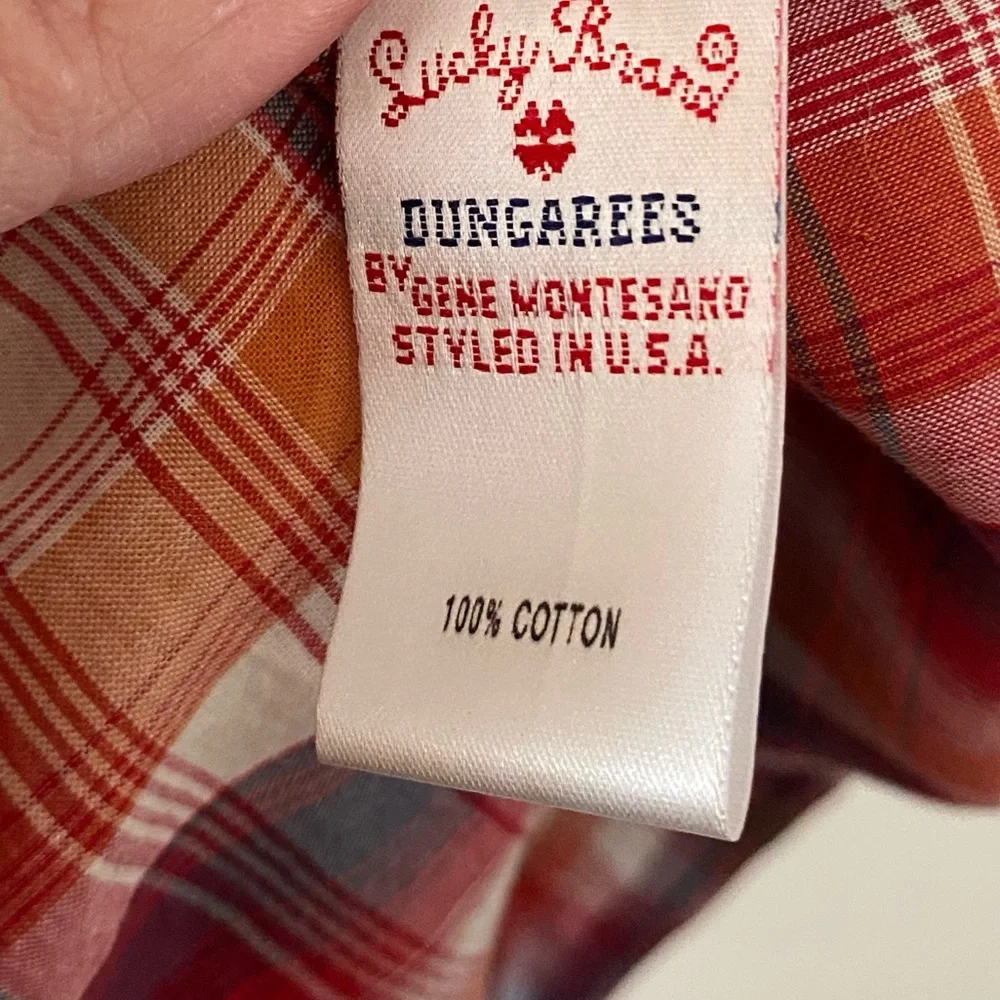 Lucky Brand®
DUNGAREES
BY GENE MONTESANO
STYLED IN U.S.A.
100% COTTON